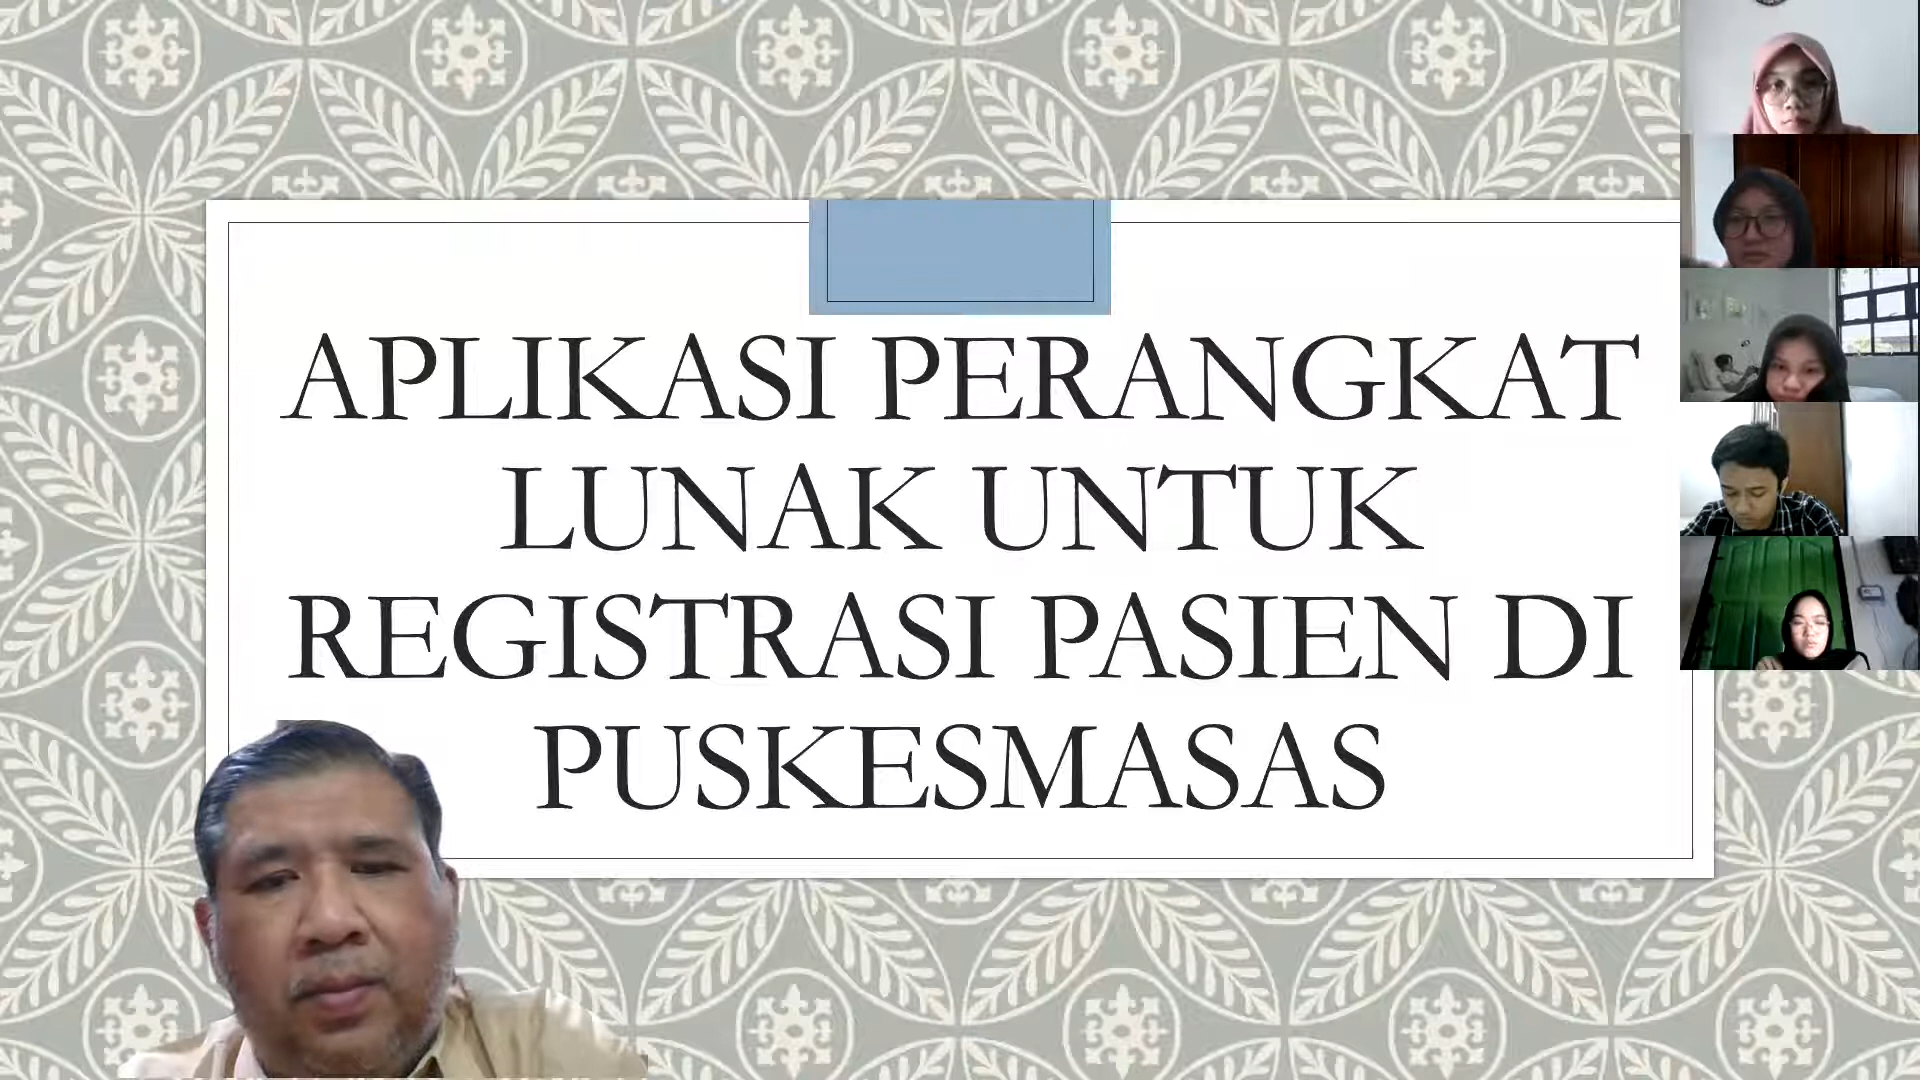 APLIKASI PERANGKAT
LUNAK UNTUK
REGISTRASI PASIEN DI
PUSKESMASAS